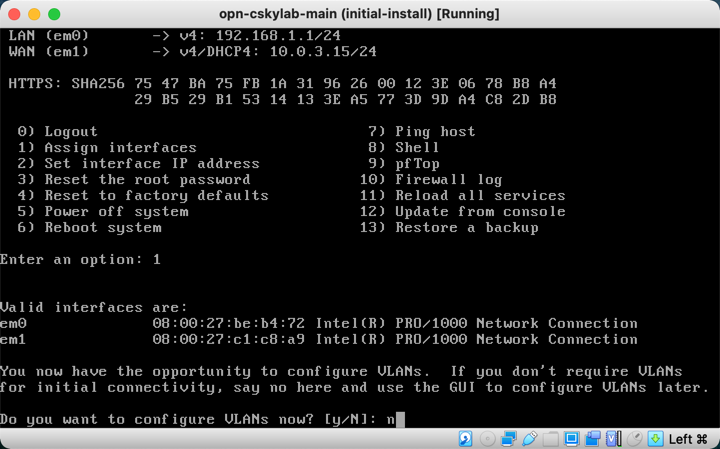 opn-cskylab-main (initial-install) [Running]
LAN (em0)       -> v4: 192.168.1.1/24
WAN (em1)       -> v4/DHCP4: 10.0.3.15/24
HTTPS: SHA256 75 47 BA 75 FB 1A 31 96 26 00 12 3E 06 78 B8 A4
29 B5 29 B1 53 14 13 3E A5 77 3D 9D A4 C8 2D B8
0) Logout                              7) Ping host
1) Assign interfaces                   8) Shell
2) Set interface IP address            9) pfTop
3) Reset the root password            10) Firewall log
4) Reset to factory defaults          11) Reload all services
5) Power off system                   12) Update from console
6) Reboot system                      13) Restore a backup
Enter an option: 1
Valid interfaces are:
em0              08:00:27:be:b4:72 Intel(R) PRO/1000 Network Connection
em1              08:00:27:c1:c8:a9 Intel(R) PRO/1000 Network Connection
You now have the opportunity to configure VLANs.  If you don't require VLANs
for initial connectivity, say no here and use the GUI to configure VLANs later.
Do you want to configure VLANs now? [y/N]: n
Left ⌘